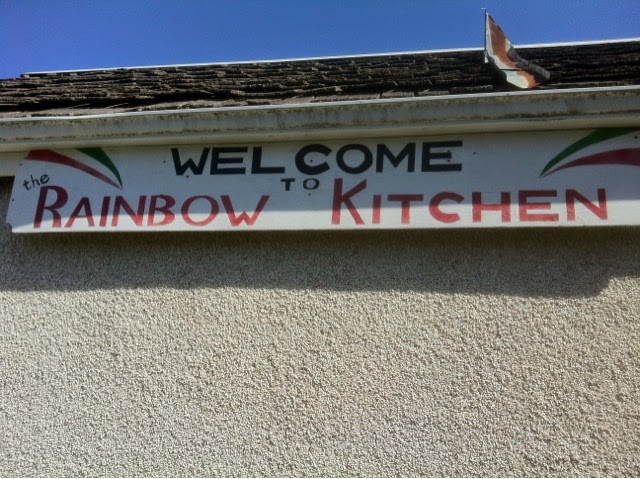 WELCOME
TO
the RAINBOW KITCHEN